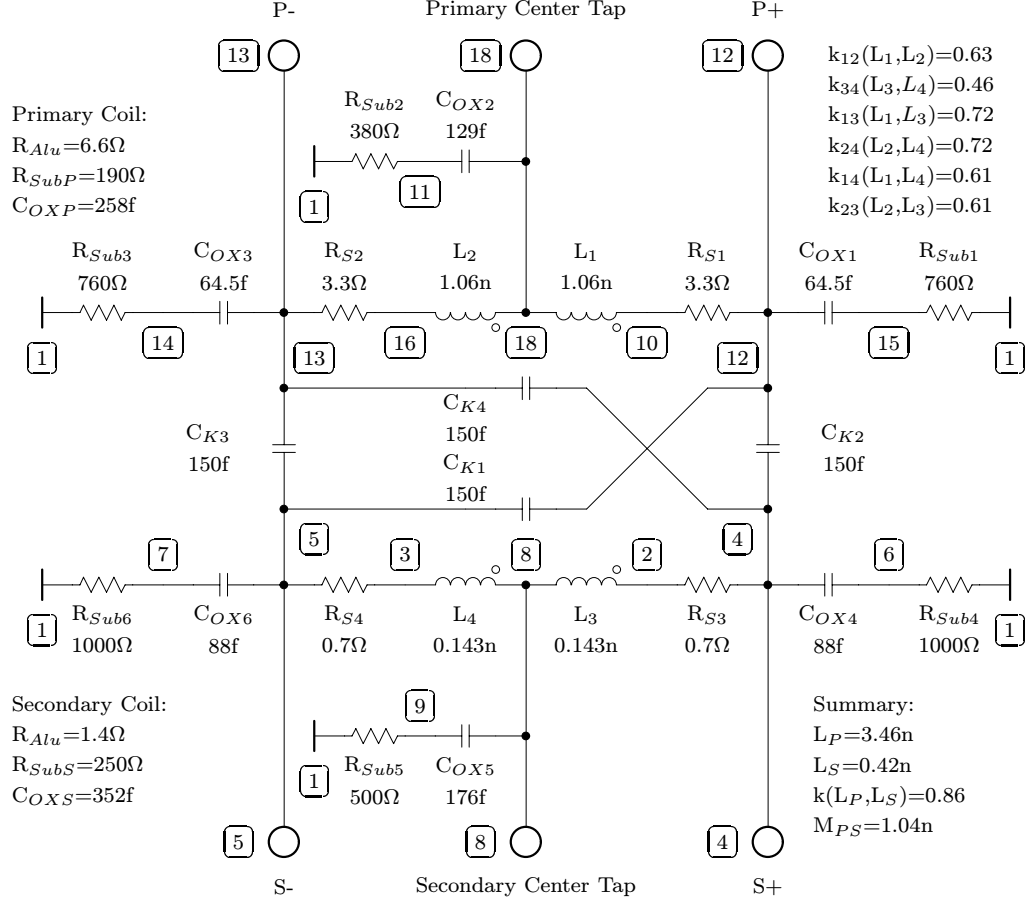 P-
Primary Center Tap
P+
13
18
12
k12(L1,L2)=0.63
k34(L3,L4)=0.46
k13(L1,L3)=0.72
k24(L2,L4)=0.72
k14(L1,L4)=0.61
k23(L2,L3)=0.61
Primary Coil:
RAlu=6.6Ω
RSubP=190Ω
COXP=258f
RSub2
380Ω
COX2
129f
1
11
RSub3
760Ω
COX3
64.5f
RS2
3.3Ω
L2
1.06n
L1
1.06n
RS1
3.3Ω
COX1
64.5f
RSub1
760Ω
1
14
13
16
18
10
12
15
1
CK4
150f
CK3
150f
CK1
150f
CK2
150f
7
5
3
8
2
4
6
1
RSub6
1000Ω
COX6
88f
RS4
0.7Ω
L4
0.143n
L3
0.143n
RS3
0.7Ω
COX4
88f
RSub4
1000Ω
1
Secondary Coil:
RAlu=1.4Ω
RSubS=250Ω
COXS=352f
9
1
RSub5
500Ω
COX5
176f
Summary:
LP=3.46n
LS=0.42n
k(LP,LS)=0.86
MPS=1.04n
5
8
4
S-
Secondary Center Tap
S+